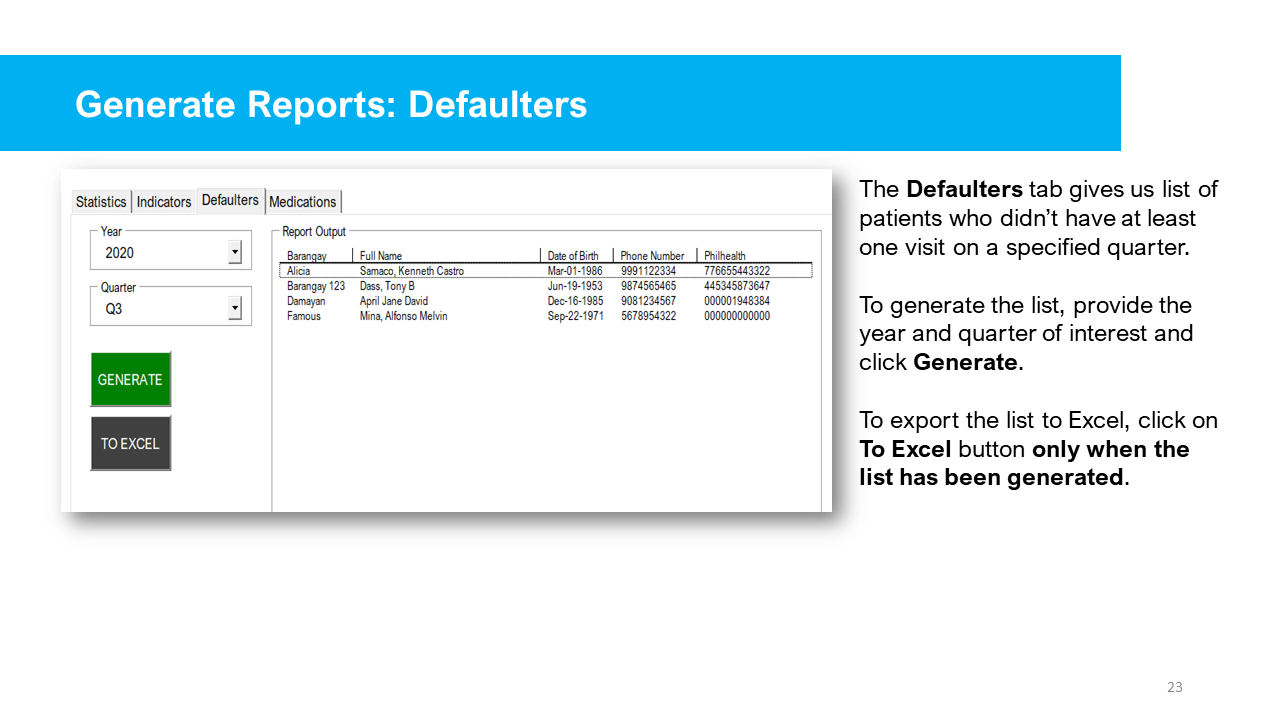 Generate Reports: Defaulters
Statistics Indicators Defaulters Medications
Year
2020
Quarter
Q3
GENERATE
TO EXCEL
Report Output
Barangay Full Name Date of Birth Phone Number Philhealth
Alicia Samaco, Kenneth Castro Mar-01-1986 9991122334 776655443322
Barangay 123 Dass, Tony B Jun-19-1953 9874565465 445345873647
Damayan April Jane David Dec-16-1985 9081234567 000001948384
Famous Mina, Alfonso Melvin Sep-22-1971 5678954322 000000000000
The Defaulters tab gives us list of
patients who didn’t have at least
one visit on a specified quarter.
To generate the list, provide the
year and quarter of interest and
click Generate.
To export the list to Excel, click on
To Excel button only when the
list has been generated.
23